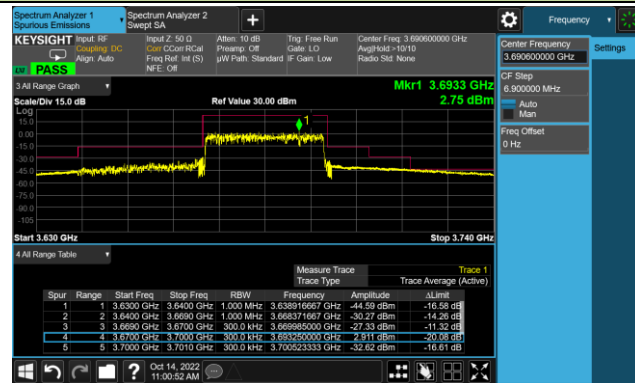 Spectrum Analyzer 1
Spurious Emissions
Spectrum Analyzer 2
Swept SA
Frequency
KEYSIGHT
Input: RF
Coupling: DC
Align: Auto
Input Z: 50 Ω
Corr CCorr RCal
Freq Ref: Int (S)
NFE: Off
Atten: 10 dB
Preamp: Off
µW Path: Standard
Trig: Free Run
Gate: LO
IF Gain: Low
Center Freq: 3.690600000 GHz
Avg|Hold:>10/10
Radio Std: None
PASS
Center Frequency
3.690600000 GHz
Settings
CF Step
6.900000 MHz
Auto
Man
Freq Offset
0 Hz
3 All Range Graph
Mkr1 3.6933 GHz
Scale/Div 15.0 dB
Ref Value 30.00 dBm
2.75 dBm
Log
15.0
0.00
-15.0
-30.0
-45.0
-60.0
-75.0
-90.0
-105
1
Start 3.630 GHz
Stop 3.740 GHz
4 All Range Table
Measure Trace
Trace 1
Trace Type
Trace Average (Active)
Spur Range Start Freq Stop Freq RBW Frequency Amplitude ΔLimit
1 1 3.6300 GHz 3.6400 GHz 1.000 MHz 3.638916667 GHz -44.59 dBm -16.58 dB
2 2 3.6400 GHz 3.6690 GHz 1.000 MHz 3.668371667 GHz -30.27 dBm -14.26 dB
3 3 3.6690 GHz 3.6700 GHz 300.0 kHz 3.669985000 GHz -27.33 dBm -11.32 dB
4 4 3.6700 GHz 3.7000 GHz 300.0 kHz 3.693250000 GHz 2.911 dBm -20.08 dB
5 5 3.7000 GHz 3.7010 GHz 300.0 kHz 3.700523333 GHz -32.62 dBm -16.61 dB
Oct 14, 2022
11:00:52 AM